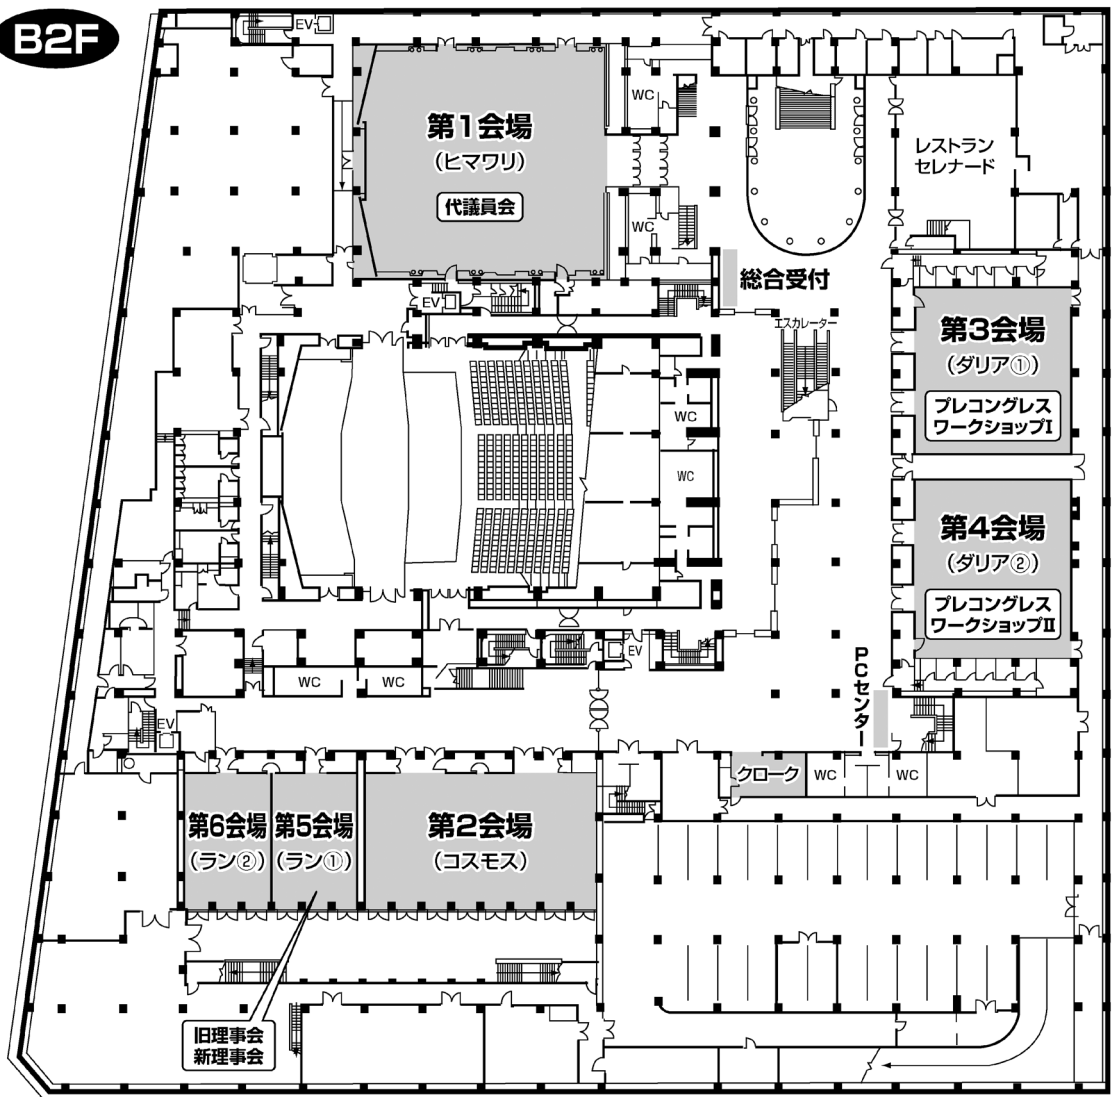 B2F
EV
第1会場
(ヒマワリ)
代議員会
WC
WC
レストラン
セレナード
総合受付
EV
エスカレーター
第3会場
(ダリア①)
プレコングレス
ワークショップⅠ
WC
WC
第4会場
(ダリア②)
プレコングレス
ワークショップⅡ
EV
WC
WC
PCセンター
EV
クローク
WC
WC
第6会場
(ラン②)
第5会場
(ラン①)
第2会場
(コスモス)
旧理事会
新理事会